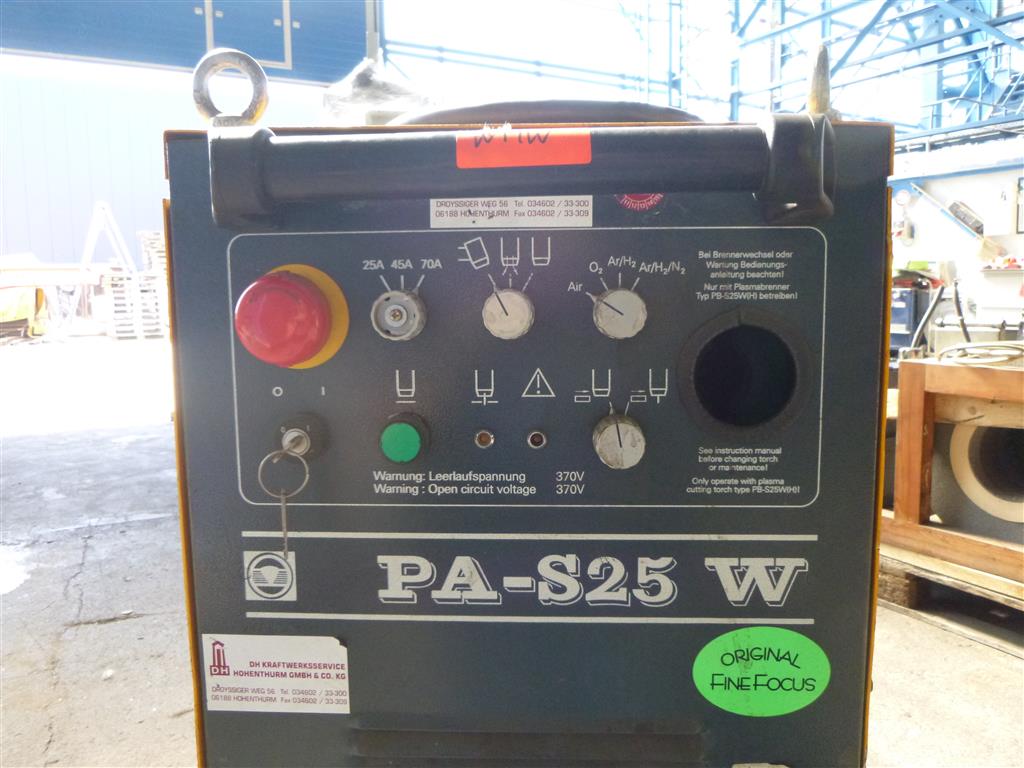 DROYSSIGER WEG 56 Tel. 034602 / 33-300
06188 HOHENTHURM Fax 034602 / 33-309
25A 45A 70A
Air O₂ Ar/H₂ Ar/H₂/N₂
Bei Brennerwechsel oder
Wartung Bedienungs-
anleitung beachten!
Nur mit Plasmabrenner
Typ PB-S25W(H) betreiben!
O I
Warnung: Leerlaufspannung 370V
Warning : Open circuit voltage 370V
See instruction manual
before changing torch
or maintenance!
Only operate with plasma
cutting torch type PB-S25W(H)!
PA-S25 W
DH
DH KRAFTWERKSSERVICE
HOHENTHURM GMBH & CO. KG
DROYSSIGER WEG 56 Tel. 034602 / 33-300
06188 HOHENTHURM Fax 034602 / 33-309
ORIGINAL
FINEFOCUS